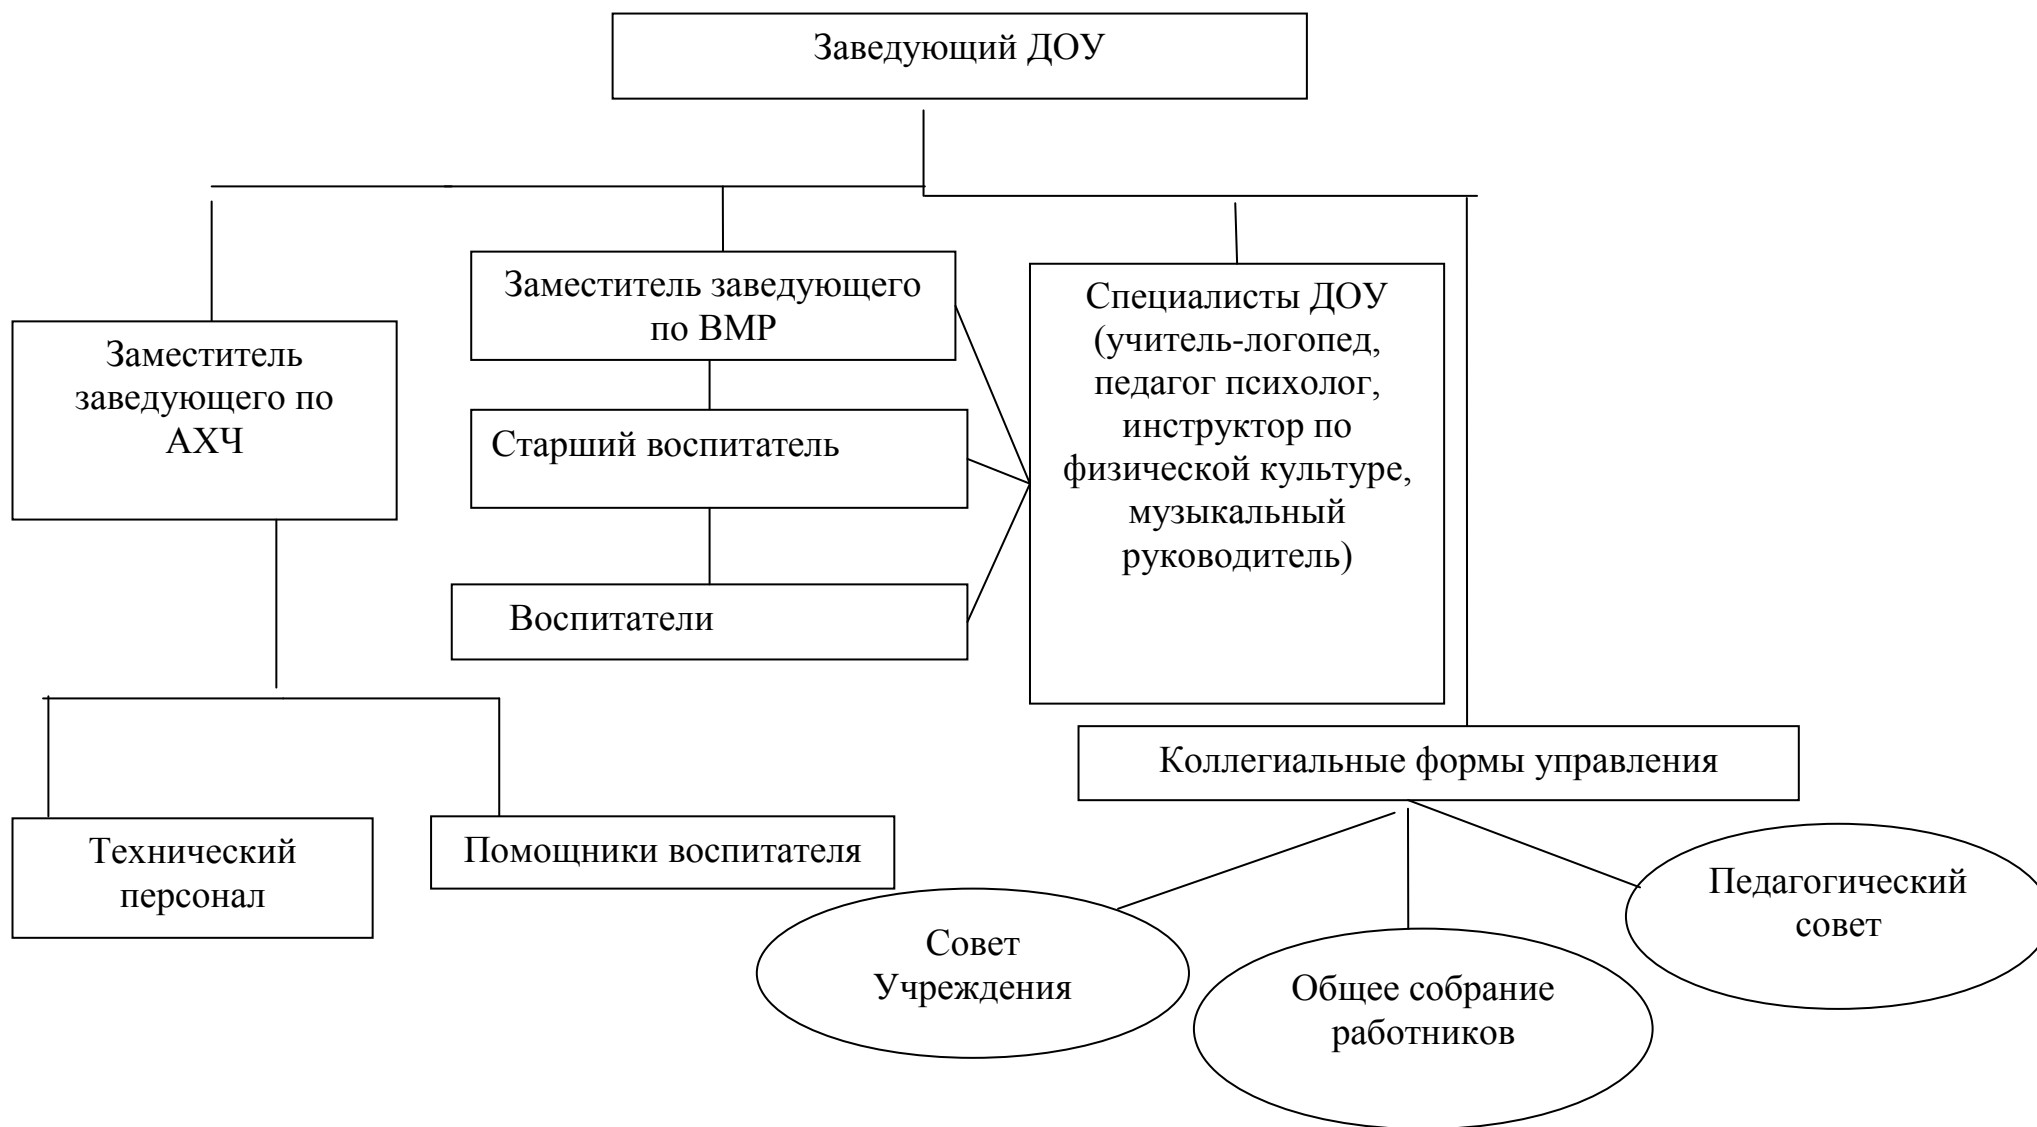 Заведующий ДОУ
Заместитель
заведующего по
АХЧ
Заместитель заведующего
по ВМР
Старший воспитатель
Воспитатели
Специалисты ДОУ
(учитель-логопед,
педагог психолог,
инструктор по
физической культуре,
музыкальный
руководитель)
Коллегиальные формы управления
Технический
персонал
Помощники воспитателя
Совет
Учреждения
Общее собрание
работников
Педагогический
совет